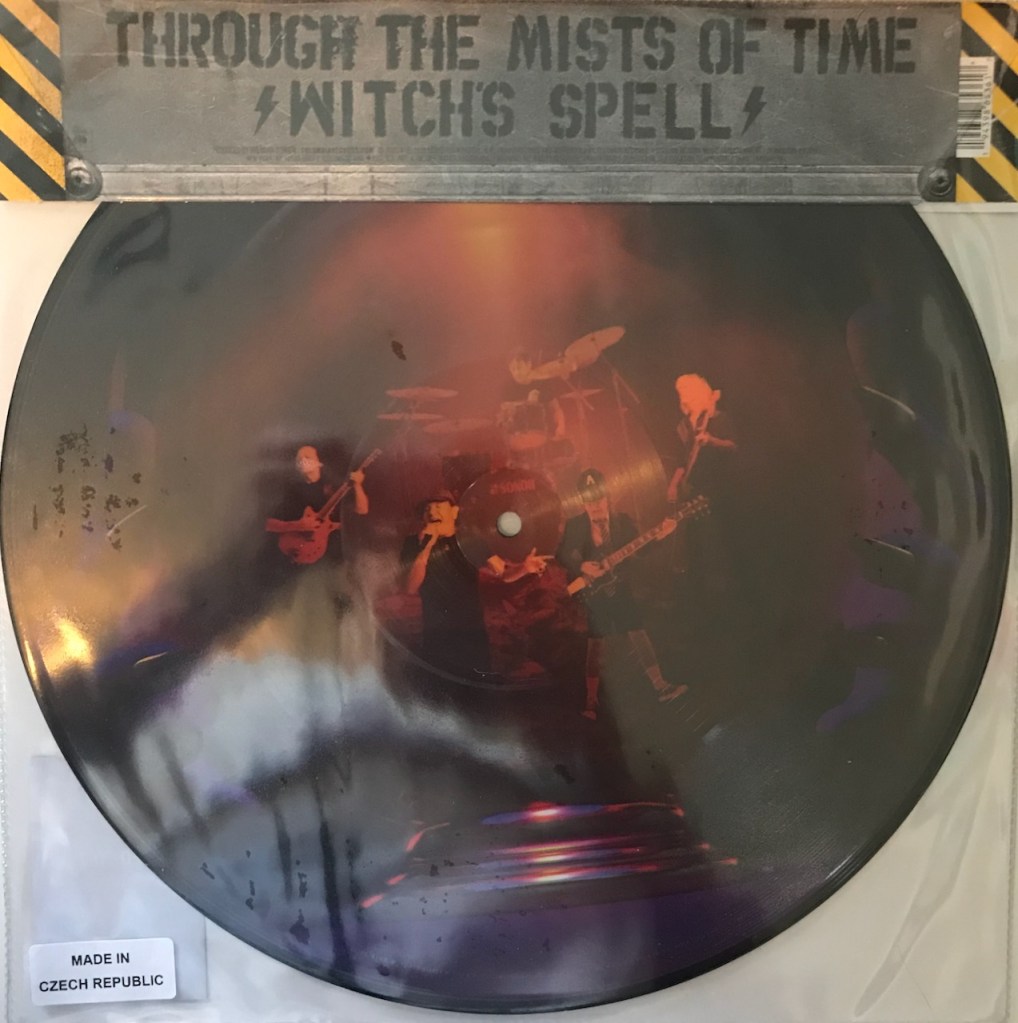 THROUGH THE MISTS OF TIME
WITCH'S SPELL
MADE IN
CZECH REPUBLIC